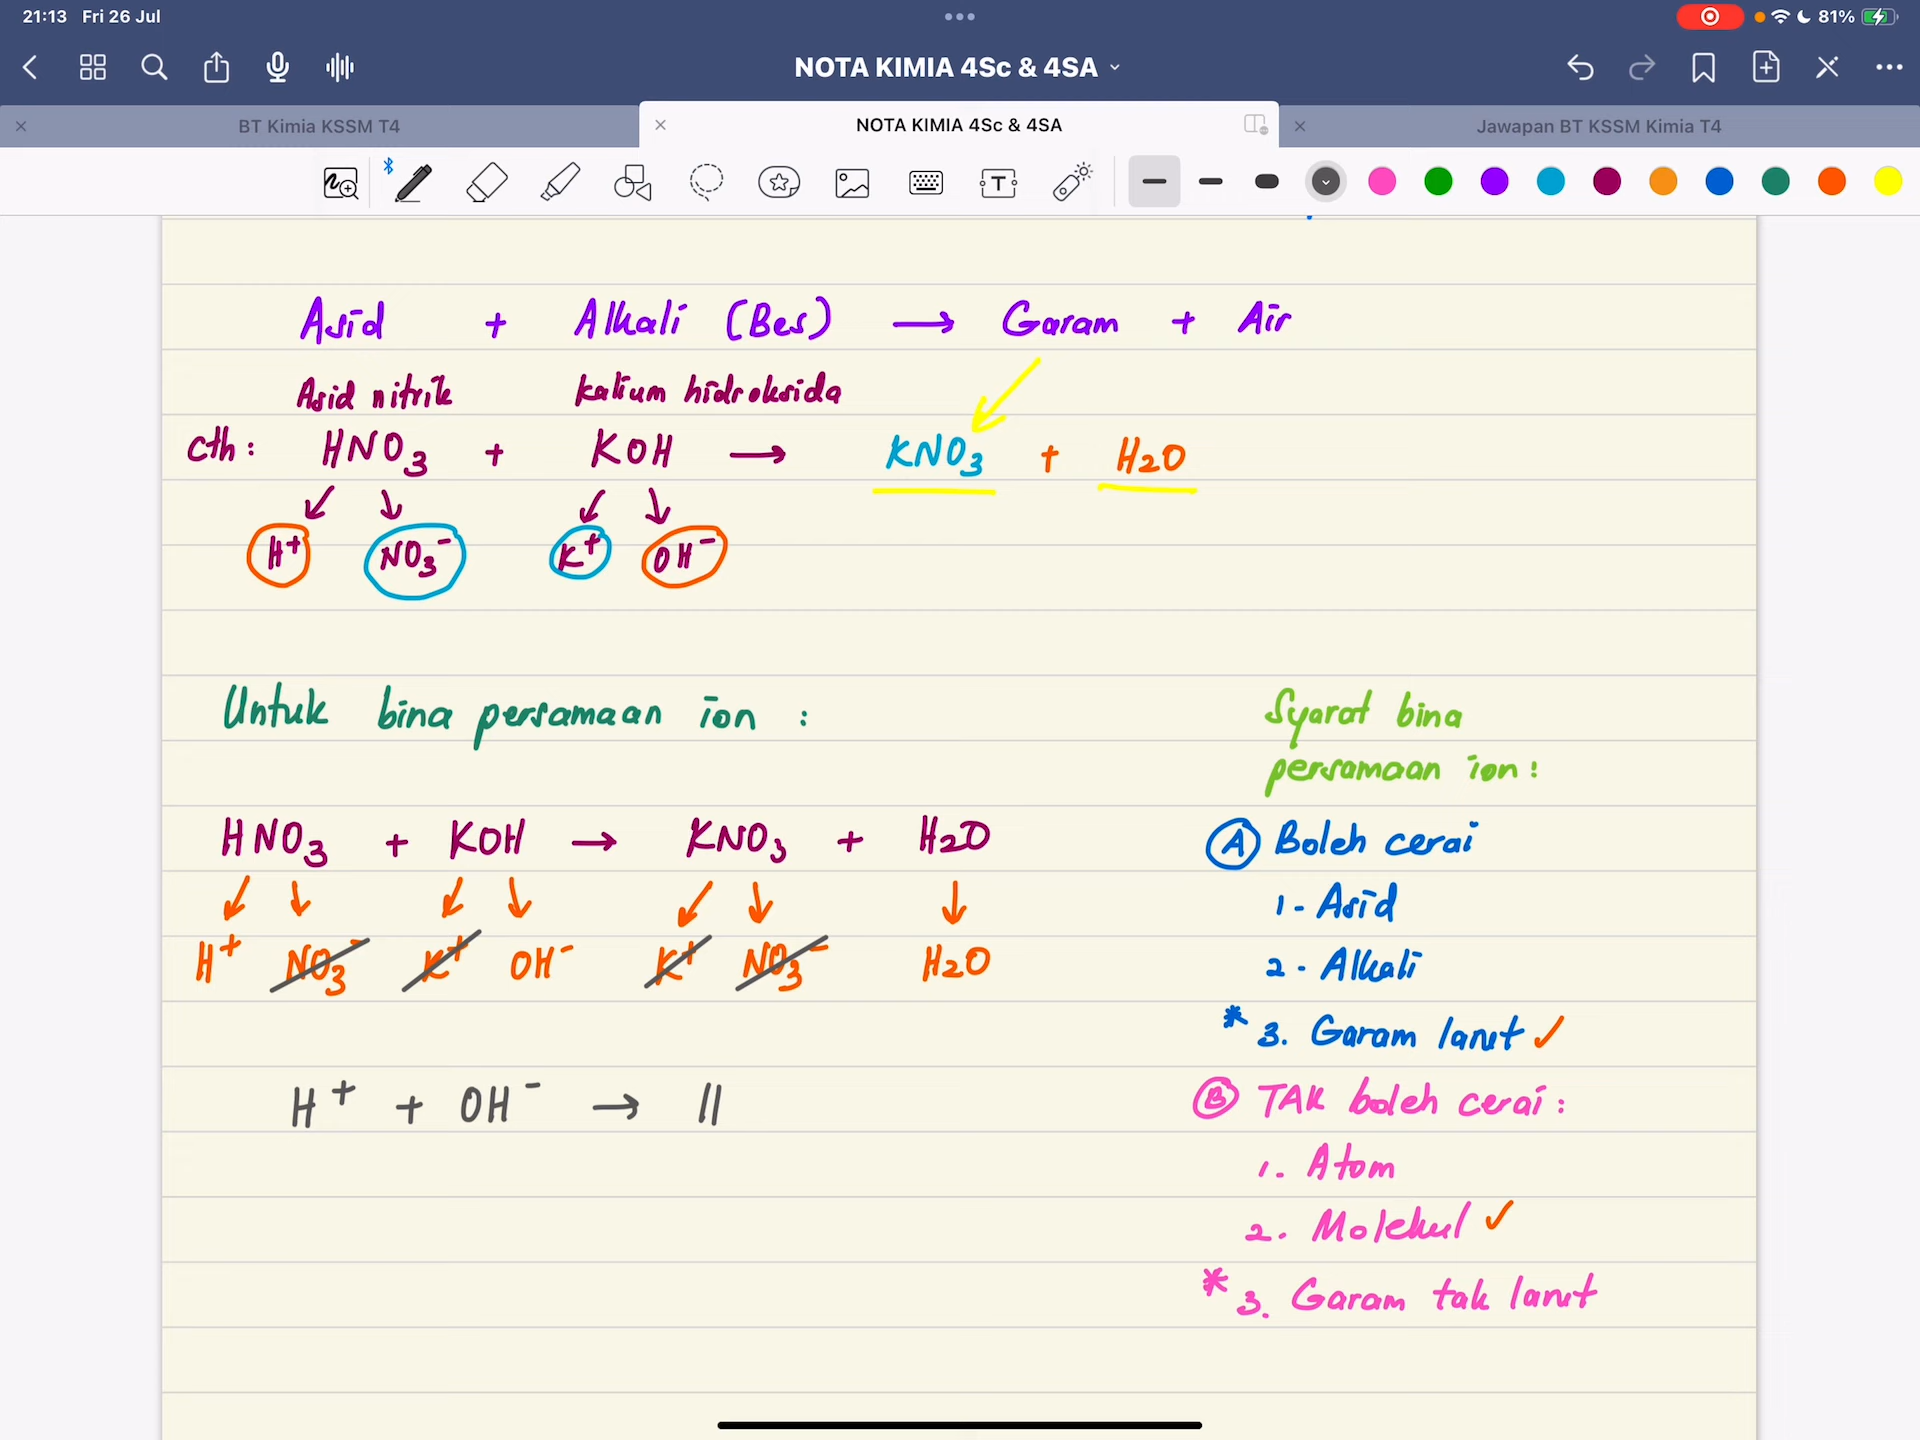 21:13 Fri 26 Jul
81%
NOTA KIMIA 4Sc & 4SA
BT Kimia KSSM T4
NOTA KIMIA 4Sc & 4SA
Jawapan BT KSSM Kimia T4
Asid + Alkali (Bes) → Garam + Air
Asid nitrik kalium hidroksida
Cth: HNO₃ + KOH → KNO₃ + H₂O
H⁺ NO₃⁻ K⁺ OH⁻
Untuk bina persamaan ion :
HNO₃ + KOH → KNO₃ + H₂O
H⁺ NO₃⁻ K⁺ OH⁻ K⁺ NO₃⁻ H₂O
H⁺ + OH⁻ → ||
Syarat bina
persamaan ion :
Ⓐ Boleh cerai
1- Asid
2- Alkali
* 3. Garam larut ✓
Ⓑ TAK boleh cerai :
1. Atom
2. Molekul ✓
* 3. Garam tak larut